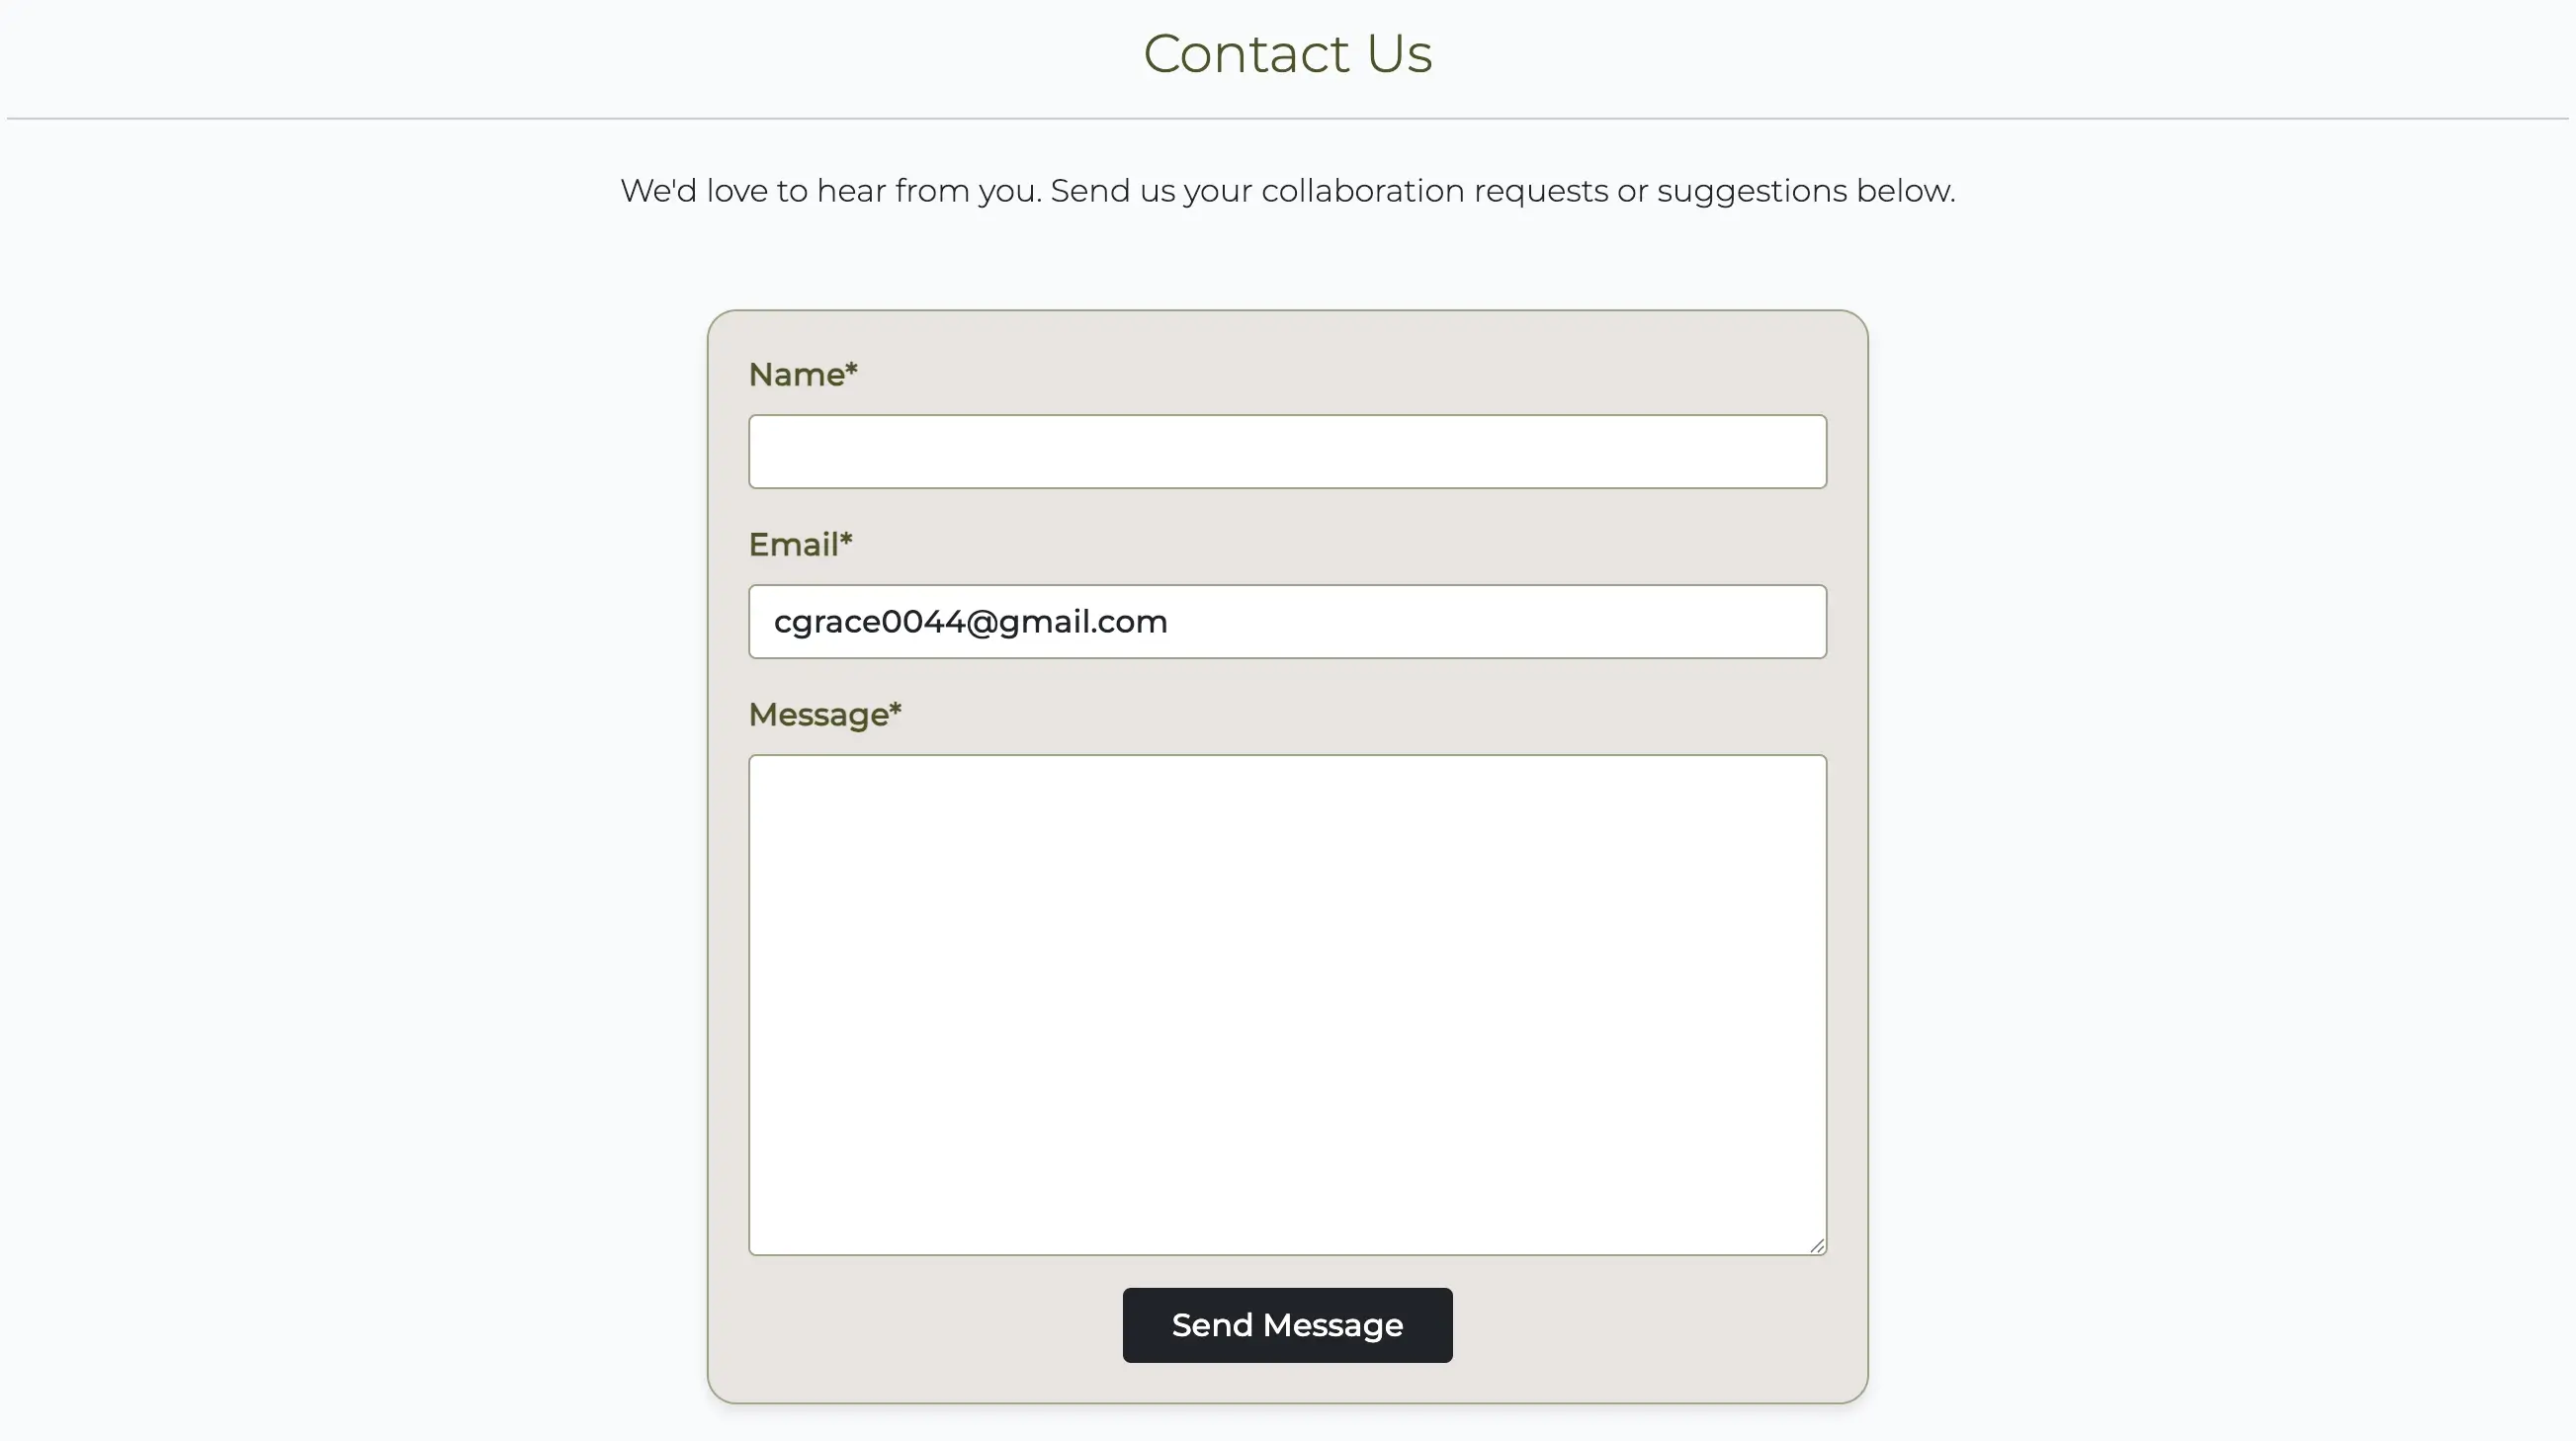 Contact Us
We'd love to hear from you. Send us your collaboration requests or suggestions below.
Name*
Email*
cgrace0044@gmail.com
Message*
Send Message